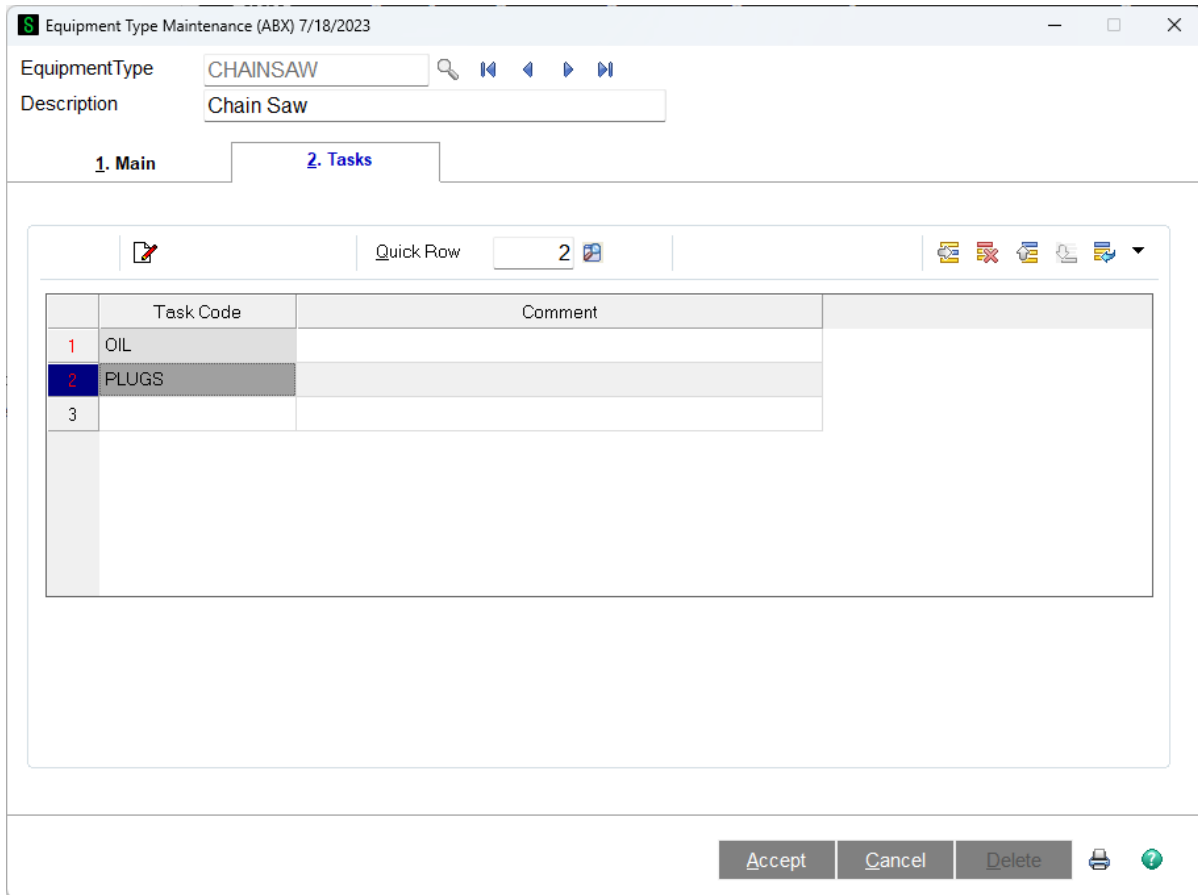 Equipment Type Maintenance (ABX) 7/18/2023
EquipmentType CHAINSAW
Description Chain Saw
1. Main 2. Tasks
Quick Row 2
Task Code Comment
1 OIL
2 PLUGS
3
Accept Cancel Delete